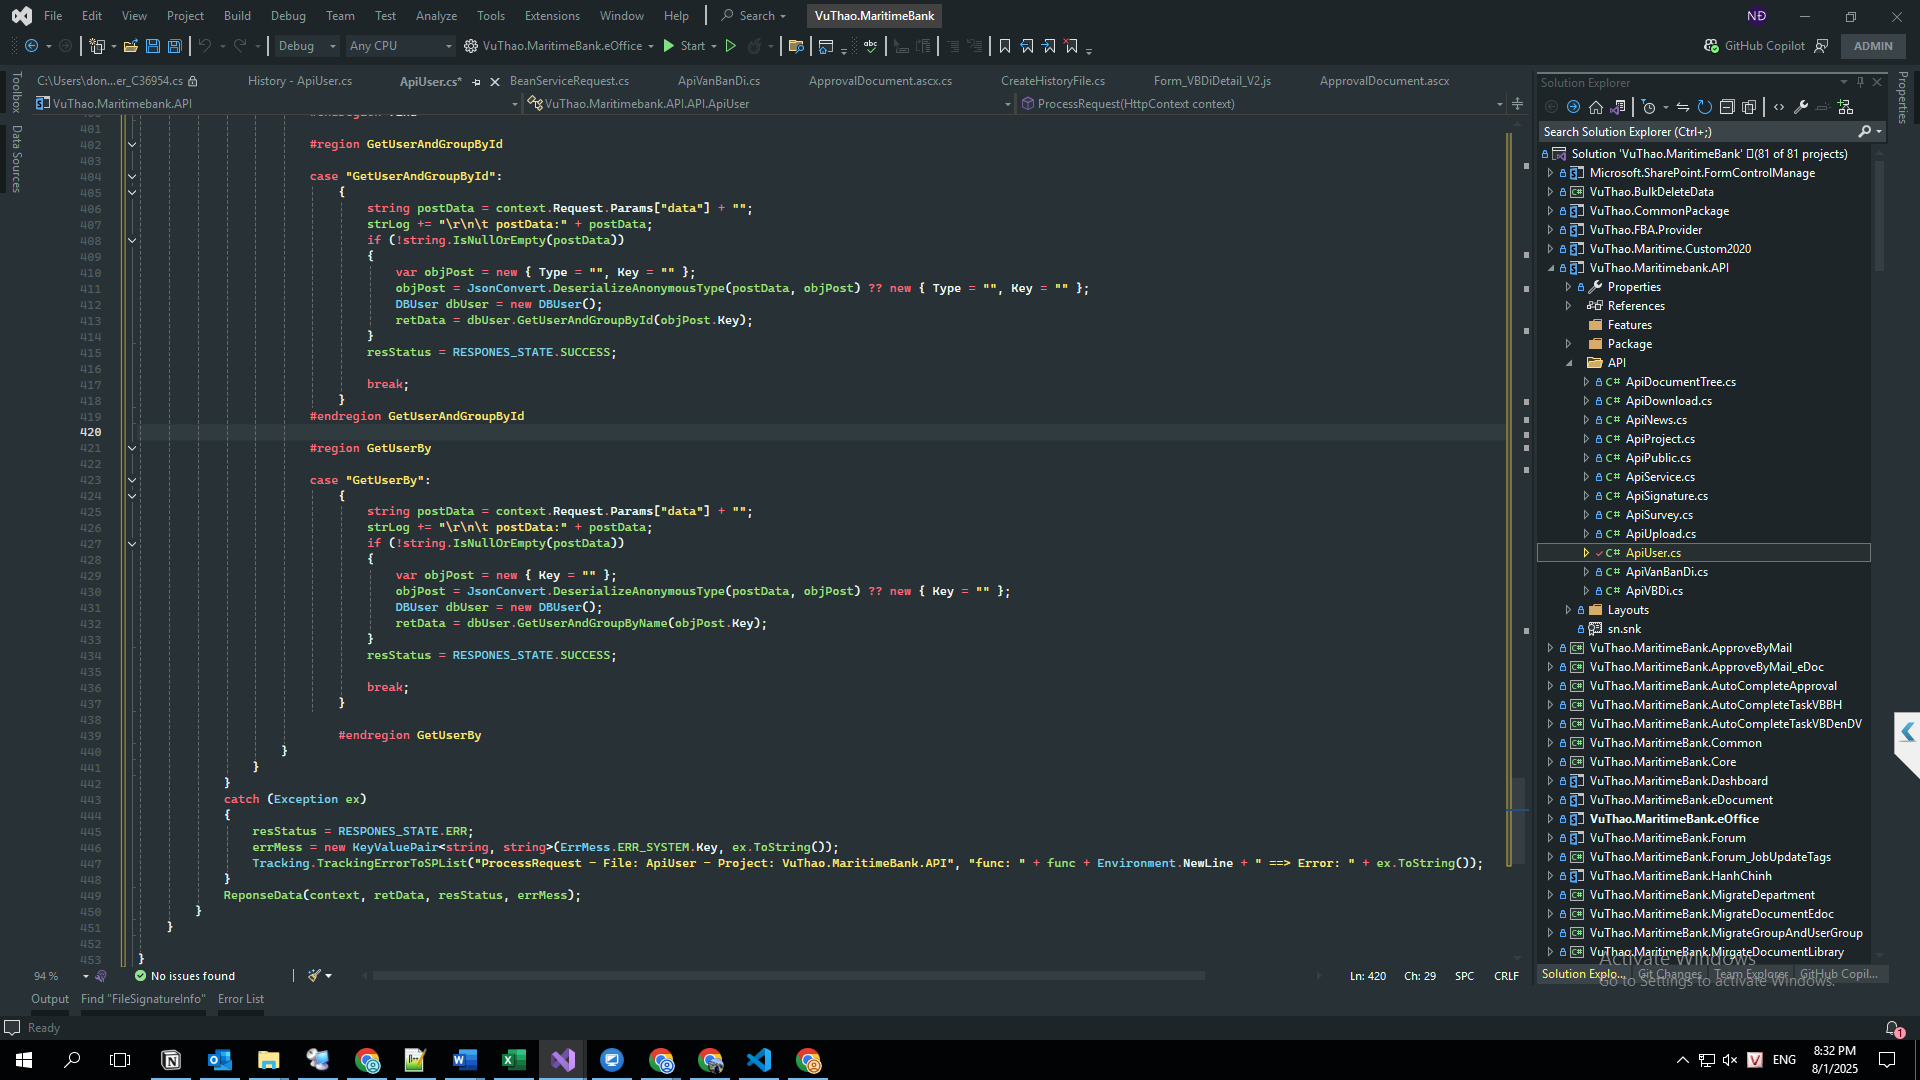 File Edit View Project Build Debug Team Test Analyze Tools Extensions Window Help Search VuThao.MaritimeBank NĐ
Debug Any CPU VuThao.MaritimeBank.eOffice Start GitHub Copilot ADMIN
C:\Users\don...er_C36954.cs History - ApiUser.cs ApiUser.cs* BeanServiceRequest.cs ApiVanBanDi.cs ApprovalDocument.ascx.cs CreateHistoryFile.cs Form_VBDiDetail_V2.js ApprovalDocument.ascx
VuThao.Maritimebank.API VuThao.Maritimebank.API.API.ApiUser ProcessRequest(HttpContext context)
Toolbox
Data Sources
401
402 #region GetUserAndGroupById
403
404 case "GetUserAndGroupById":
405 {
406 string postData = context.Request.Params["data"] + "";
407 strLog += "\r\n\t postData:" + postData;
408 if (!string.IsNullOrEmpty(postData))
409 {
410 var objPost = new { Type = "", Key = "" };
411 objPost = JsonConvert.DeserializeAnonymousType(postData, objPost) ?? new { Type = "", Key = "" };
412 DBUser dbUser = new DBUser();
413 retData = dbUser.GetUserAndGroupById(objPost.Key);
414 }
415 resStatus = RESPONES_STATE.SUCCESS;
416
417 break;
418 }
419 #endregion GetUserAndGroupById
420
421 #region GetUserBy
422
423 case "GetUserBy":
424 {
425 string postData = context.Request.Params["data"] + "";
426 strLog += "\r\n\t postData:" + postData;
427 if (!string.IsNullOrEmpty(postData))
428 {
429 var objPost = new { Key = "" };
430 objPost = JsonConvert.DeserializeAnonymousType(postData, objPost) ?? new { Key = "" };
431 DBUser dbUser = new DBUser();
432 retData = dbUser.GetUserAndGroupByName(objPost.Key);
433 }
434 resStatus = RESPONES_STATE.SUCCESS;
435
436 break;
437 }
438
439 #endregion GetUserBy
440 }
441 }
442 }
443 catch (Exception ex)
444 {
445 resStatus = RESPONES_STATE.ERR;
446 errMess = new KeyValuePair<string, string>(ErrMess.ERR_SYSTEM.Key, ex.ToString());
447 Tracking.TrackingErrorToSPList("ProcessRequest - File: ApiUser - Project: VuThao.MaritimeBank.API", "func: " + func + Environment.NewLine + " ==> Error: " + ex.ToString());
448 }
449 ReponseData(context, retData, resStatus, errMess);
450 }
451 }
452
453 }
94 % No issues found Ln: 420 Ch: 29 SPC CRLF
Output Find "FileSignatureInfo" Error List
Ready
Solution Explorer
Search Solution Explorer (Ctrl+;)
Solution 'VuThao.MaritimeBank' (81 of 81 projects)
Microsoft.SharePoint.FormControlManage
VuThao.BulkDeleteData
VuThao.CommonPackage
VuThao.FBA.Provider
VuThao.Maritime.Custom2020
VuThao.Maritimebank.API
Properties
References
Features
Package
API
ApiDocumentTree.cs
ApiDownload.cs
ApiNews.cs
ApiProject.cs
ApiPublic.cs
ApiService.cs
ApiSignature.cs
ApiSurvey.cs
ApiUpload.cs
ApiUser.cs
ApiVanBanDi.cs
ApiVBDi.cs
Layouts
sn.snk
VuThao.MaritimeBank.ApproveByMail
VuThao.MaritimeBank.ApproveByMail_eDoc
VuThao.MaritimeBank.AutoCompleteApproval
VuThao.MaritimeBank.AutoCompleteTaskVBBH
VuThao.MaritimeBank.AutoCompleteTaskVBDenDV
VuThao.MaritimeBank.Common
VuThao.MaritimeBank.Core
VuThao.MaritimeBank.Dashboard
VuThao.MaritimeBank.eDocument
VuThao.MaritimeBank.eOffice
VuThao.MaritimeBank.Forum
VuThao.MaritimeBank.Forum_JobUpdateTags
VuThao.MaritimeBank.HanhChinh
VuThao.MaritimeBank.MigrateDepartment
VuThao.MaritimeBank.MigrateDocumentEdoc
VuThao.MaritimeBank.MigrateGroupAndUserGroup
VuThao.MaritimeBank.MirgateDocumentLibrary
Activate Windows
Solution Explo... Git Changes Team Explorer GitHub Copil...
Go to Settings to activate Windows.
Properties
1
ENG
8:32 PM
8/1/2025